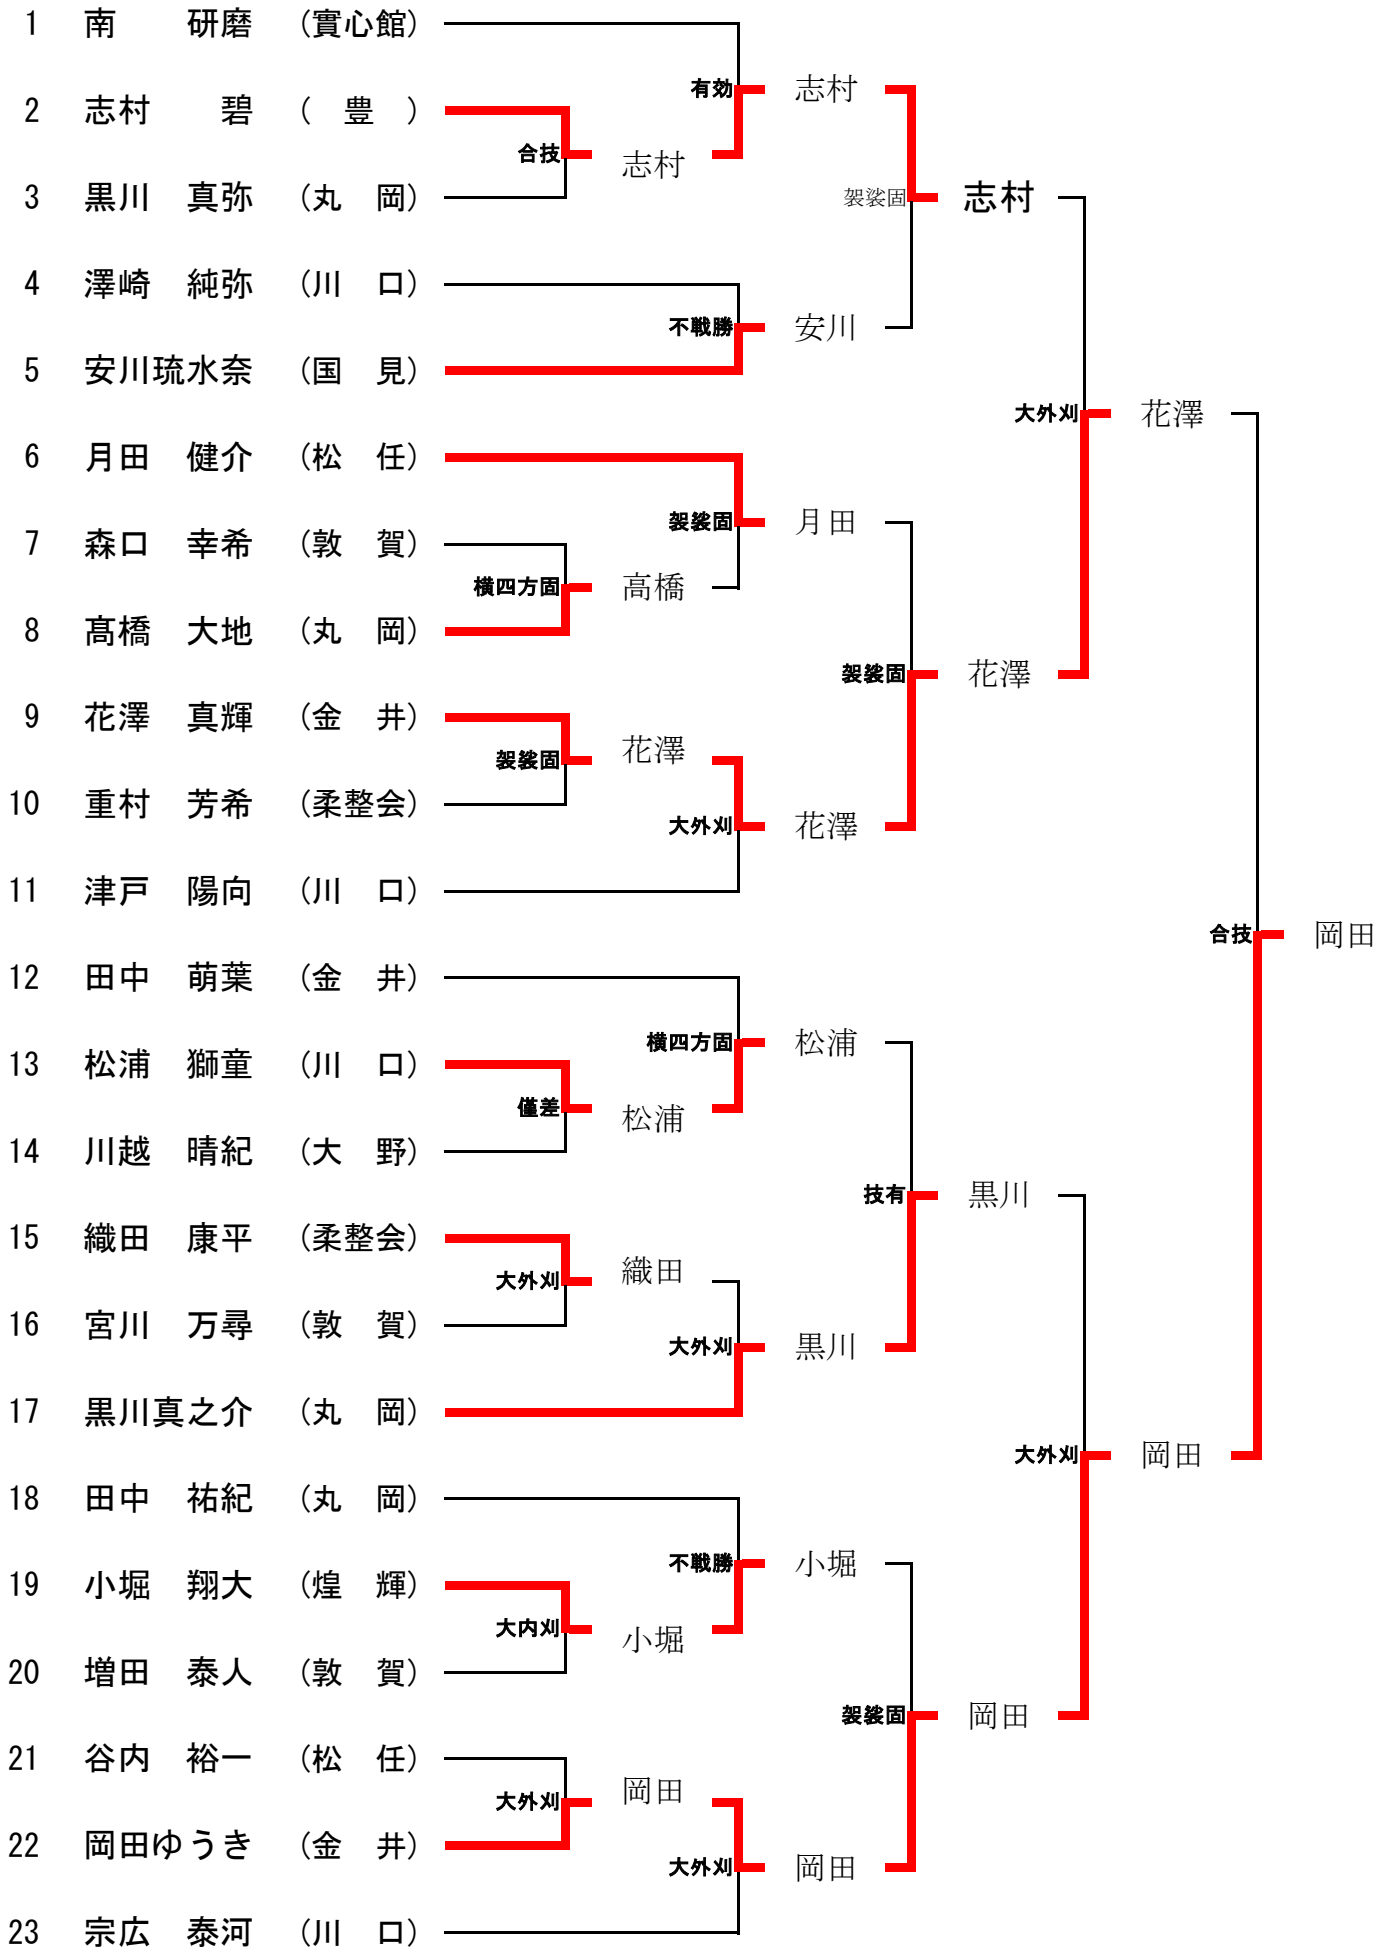 1 南 研磨 (實心館)
有効 志村
2 志村 碧 ( 豊 )
合技 志村
3 黒川 真弥 (丸 岡)
袈裟固 志村
4 澤崎 純弥 (川 口)
不戦勝 安川
5 安川琉水奈 (国 見)
大外刈 花澤
6 月田 健介 (松 任)
袈裟固 月田
7 森口 幸希 (敦 賀)
横四方固 高橋
8 髙橋 大地 (丸 岡)
袈裟固 花澤
9 花澤 真輝 (金 井)
袈裟固 花澤
10 重村 芳希 (柔整会)
大外刈 花澤
11 津戸 陽向 (川 口)
合技 岡田
12 田中 萌葉 (金 井)
横四方固 松浦
13 松浦 獅童 (川 口)
僅差 松浦
14 川越 晴紀 (大 野)
技有 黒川
15 織田 康平 (柔整会)
大外刈 織田
16 宮川 万尋 (敦 賀)
大外刈 黒川
17 黒川真之介 (丸 岡)
大外刈 岡田
18 田中 祐紀 (丸 岡)
不戦勝 小堀
19 小堀 翔大 (煌 輝)
大内刈 小堀
20 増田 泰人 (敦 賀)
袈裟固 岡田
21 谷内 裕一 (松 任)
大外刈 岡田
22 岡田ゆうき (金 井)
大外刈 岡田
23 宗広 泰河 (川 口)